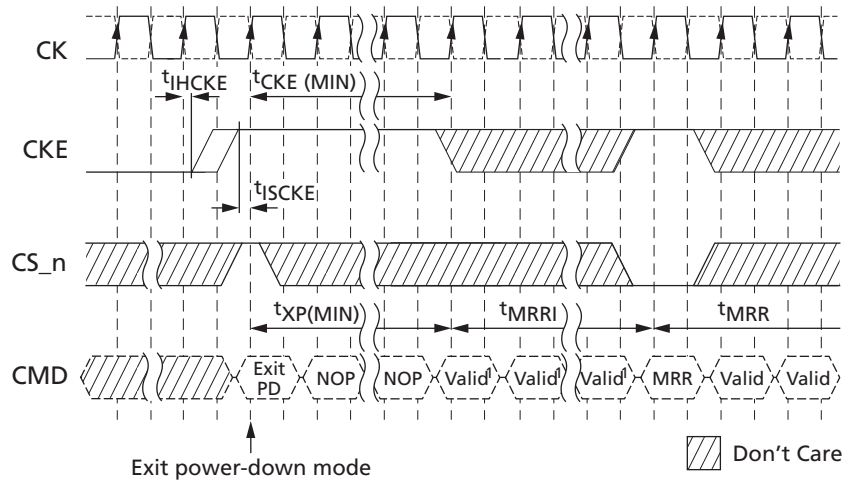 CK
tIHCKE
tCKE (MIN)
CKE
tISCKE
CS_n
tXP(MIN)
tMRRI
tMRR
CMD
Exit PD
NOP
NOP
Valid1
Valid1
Valid1
MRR
Valid
Valid
Exit power-down mode
Don't Care